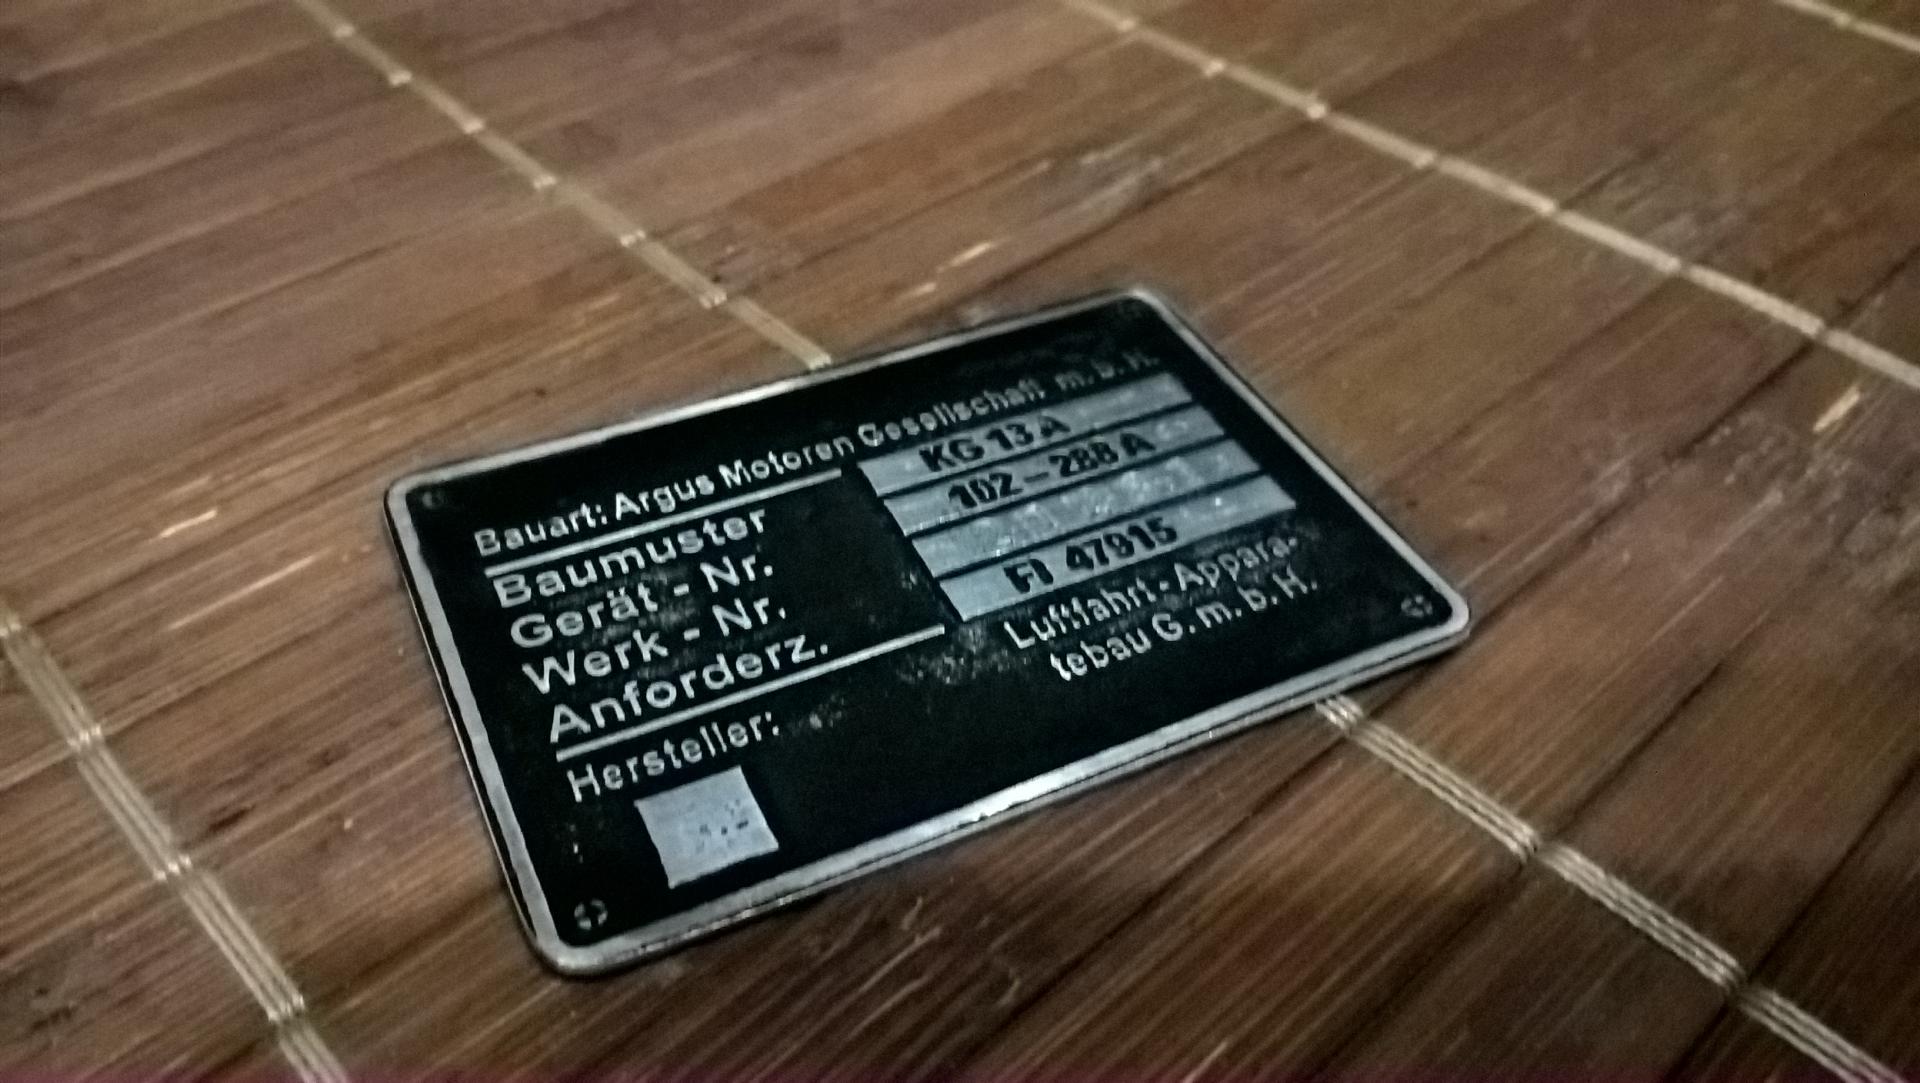 Bauart: Argus Motoren Gesellschaft m. b. H.
Baumuster KG 13 A
Gerät - Nr. 102 - 288 A
Werk - Nr.
Anforderz. Fl 47915
Hersteller: Luftfahrt - Appara-
tebau G. m. b. H.